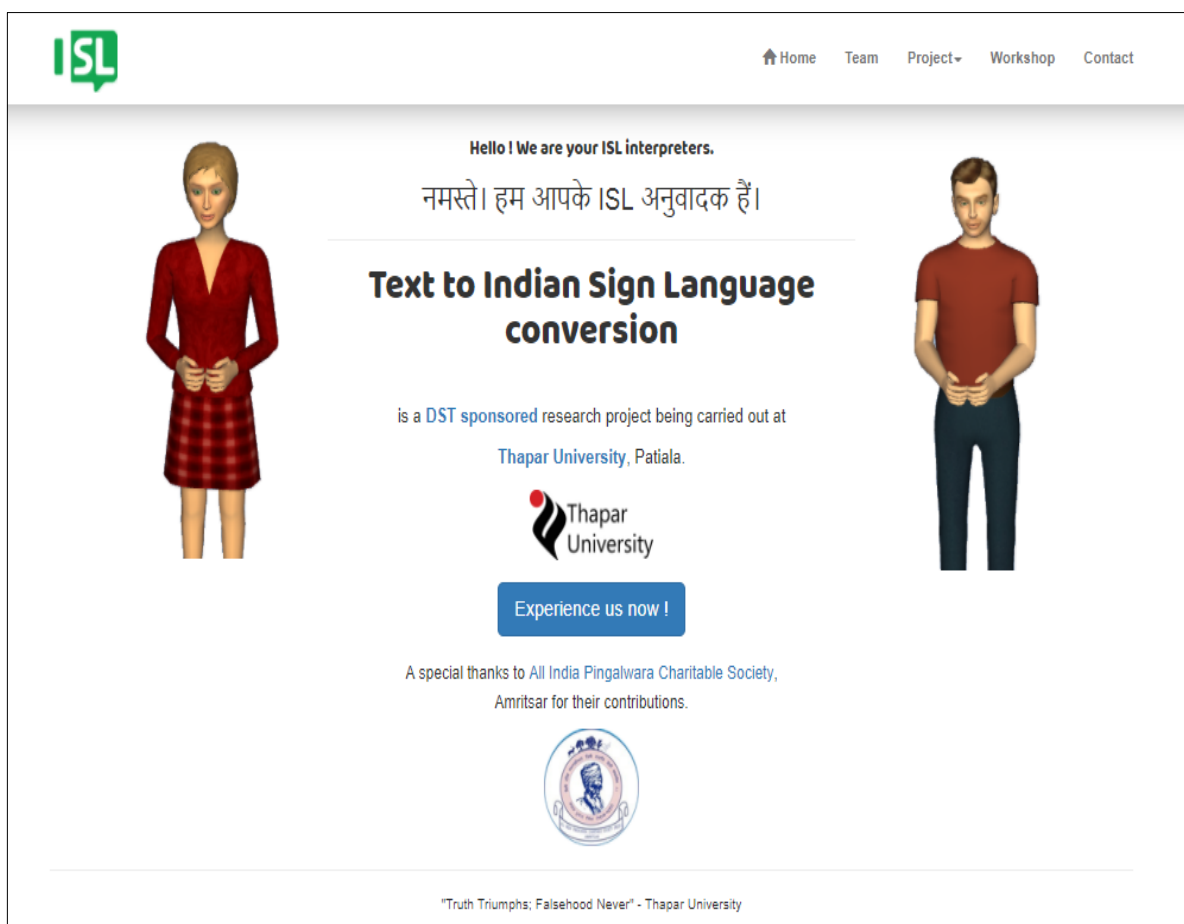 ISL
Home Team Project Workshop Contact
Hello ! We are your ISL interpreters.
नमस्ते। हम आपके ISL अनुवादक हैं।
Text to Indian Sign Language
conversion
is a DST sponsored research project being carried out at
Thapar University, Patiala.
Thapar
University
Experience us now !
A special thanks to All India Pingalwara Charitable Society,
Amritsar for their contributions.
"Truth Triumphs; Falsehood Never" - Thapar University